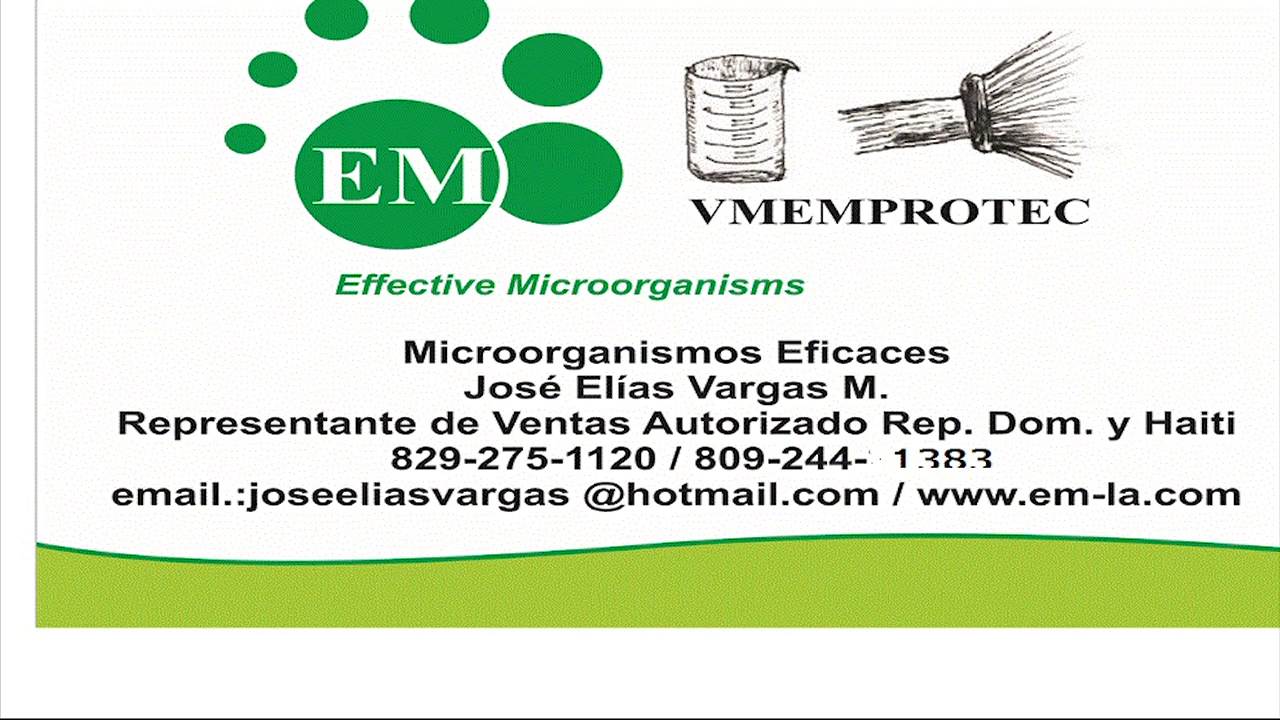 EM
VMEMPROTEC
Effective Microorganisms
Microorganismos Eficaces
José Elías Vargas M.
Representante de Ventas Autorizado Rep. Dom. y Haiti
829-275-1120 / 809-244- 1383
email.:joseeliasvargas @hotmail.com / www.em-la.com